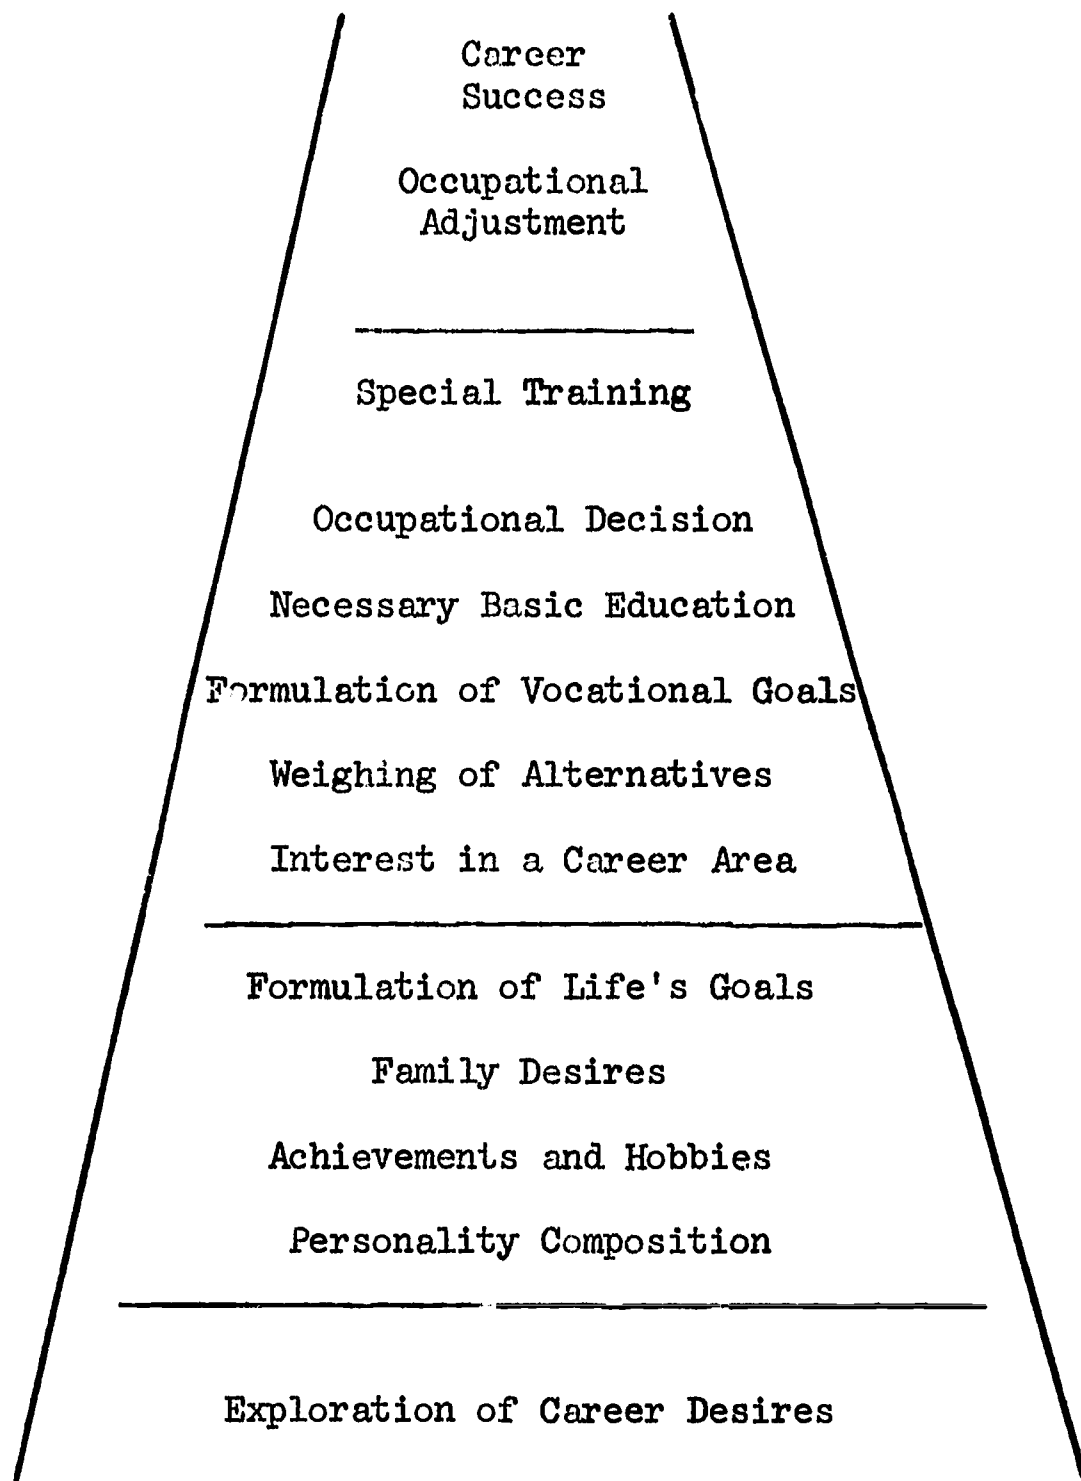 Career
Success
Occupational
Adjustment
Special Training
Occupational Decision
Necessary Basic Education
Formulation of Vocational Goals
Weighing of Alternatives
Interest in a Career Area
Formulation of Life's Goals
Family Desires
Achievements and Hobbies
Personality Composition
Exploration of Career Desires